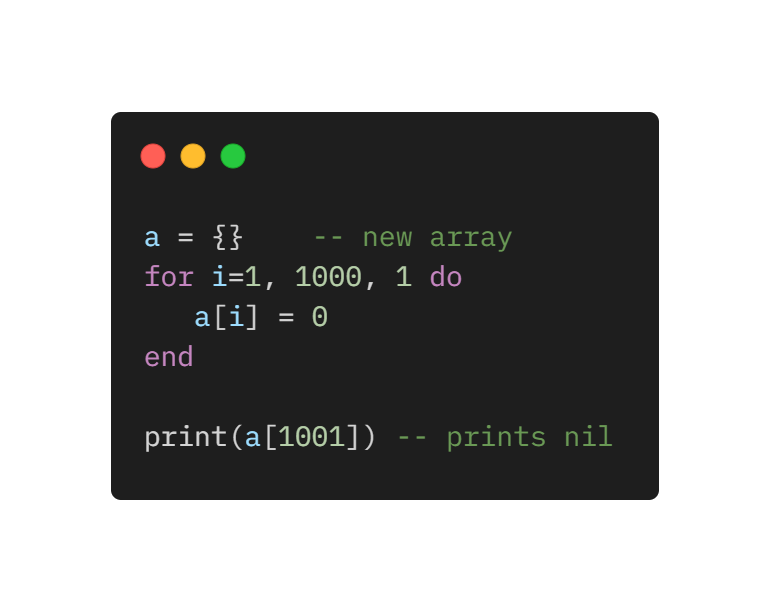 a = {}    -- new array
for i=1, 1000, 1 do
   a[i] = 0
end

print(a[1001]) -- prints nil